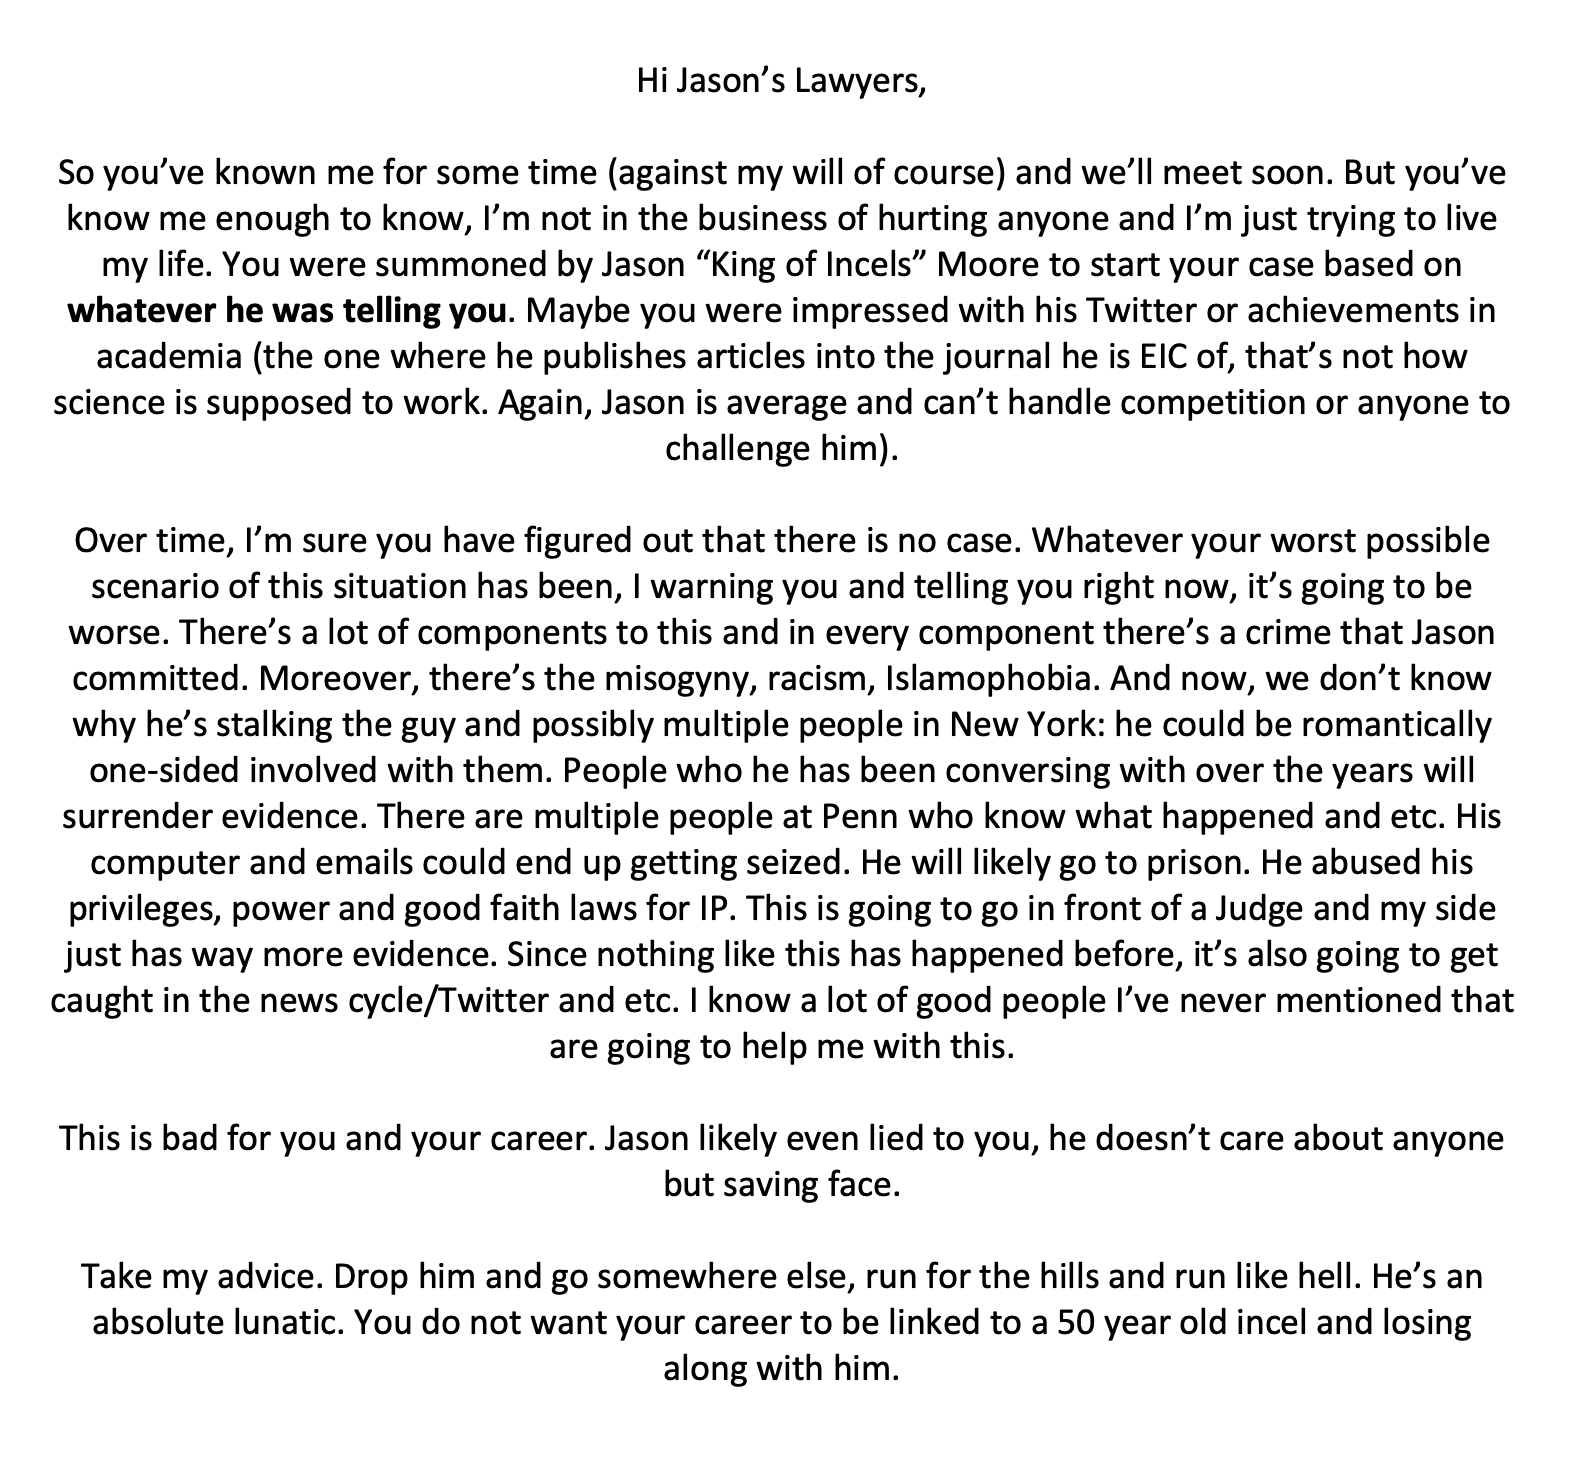 Hi Jason’s Lawyers,
So you’ve known me for some time (against my will of course) and we’ll meet soon. But you’ve
know me enough to know, I’m not in the business of hurting anyone and I’m just trying to live
my life. You were summoned by Jason “King of Incels” Moore to start your case based on
whatever he was telling you. Maybe you were impressed with his Twitter or achievements in
academia (the one where he publishes articles into the journal he is EIC of, that’s not how
science is supposed to work. Again, Jason is average and can’t handle competition or anyone to
challenge him).
Over time, I’m sure you have figured out that there is no case. Whatever your worst possible
scenario of this situation has been, I warning you and telling you right now, it’s going to be
worse. There’s a lot of components to this and in every component there’s a crime that Jason
committed. Moreover, there’s the misogyny, racism, Islamophobia. And now, we don’t know
why he’s stalking the guy and possibly multiple people in New York: he could be romantically
one-sided involved with them. People who he has been conversing with over the years will
surrender evidence. There are multiple people at Penn who know what happened and etc. His
computer and emails could end up getting seized. He will likely go to prison. He abused his
privileges, power and good faith laws for IP. This is going to go in front of a Judge and my side
just has way more evidence. Since nothing like this has happened before, it’s also going to get
caught in the news cycle/Twitter and etc. I know a lot of good people I’ve never mentioned that
are going to help me with this.
This is bad for you and your career. Jason likely even lied to you, he doesn’t care about anyone
but saving face.
Take my advice. Drop him and go somewhere else, run for the hills and run like hell. He’s an
absolute lunatic. You do not want your career to be linked to a 50 year old incel and losing
along with him.